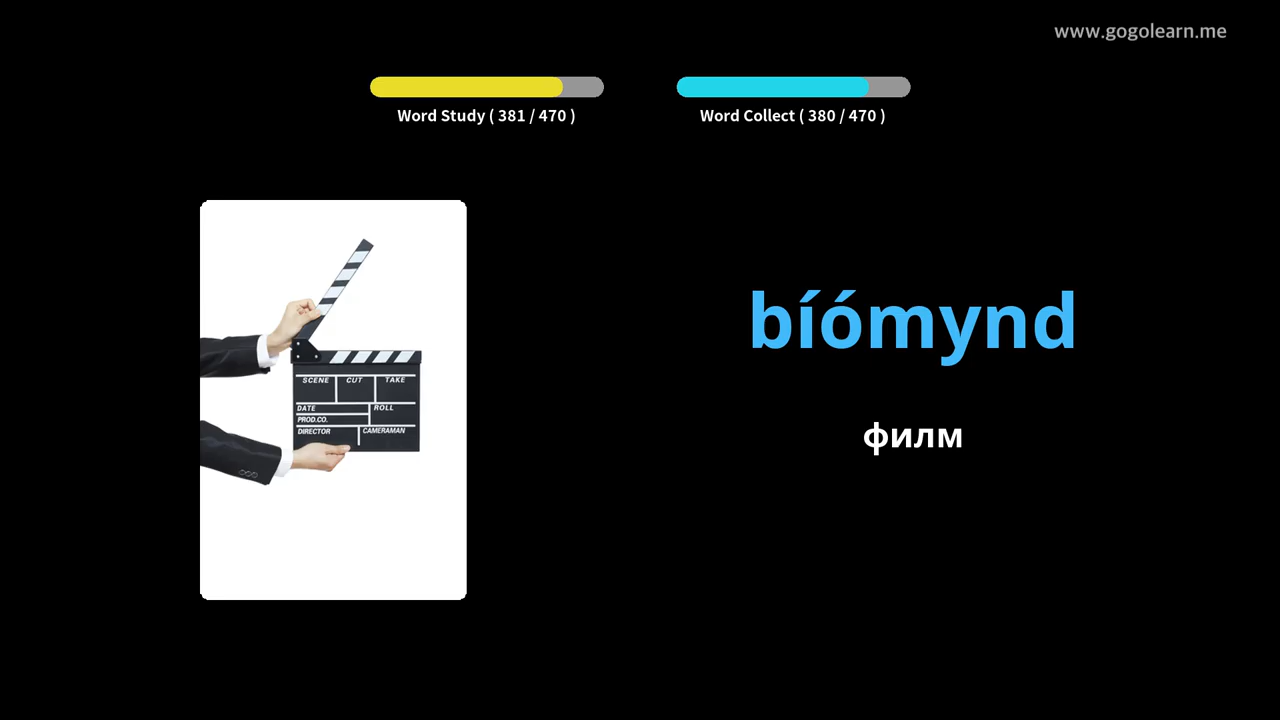 www.gogolearn.me
Word Study ( 381 / 470 )
Word Collect ( 380 / 470 )
bíómynd
филм
SCENE CUT TAKE
DATE ROLL
PROD.CO.
DIRECTOR CAMERAMAN